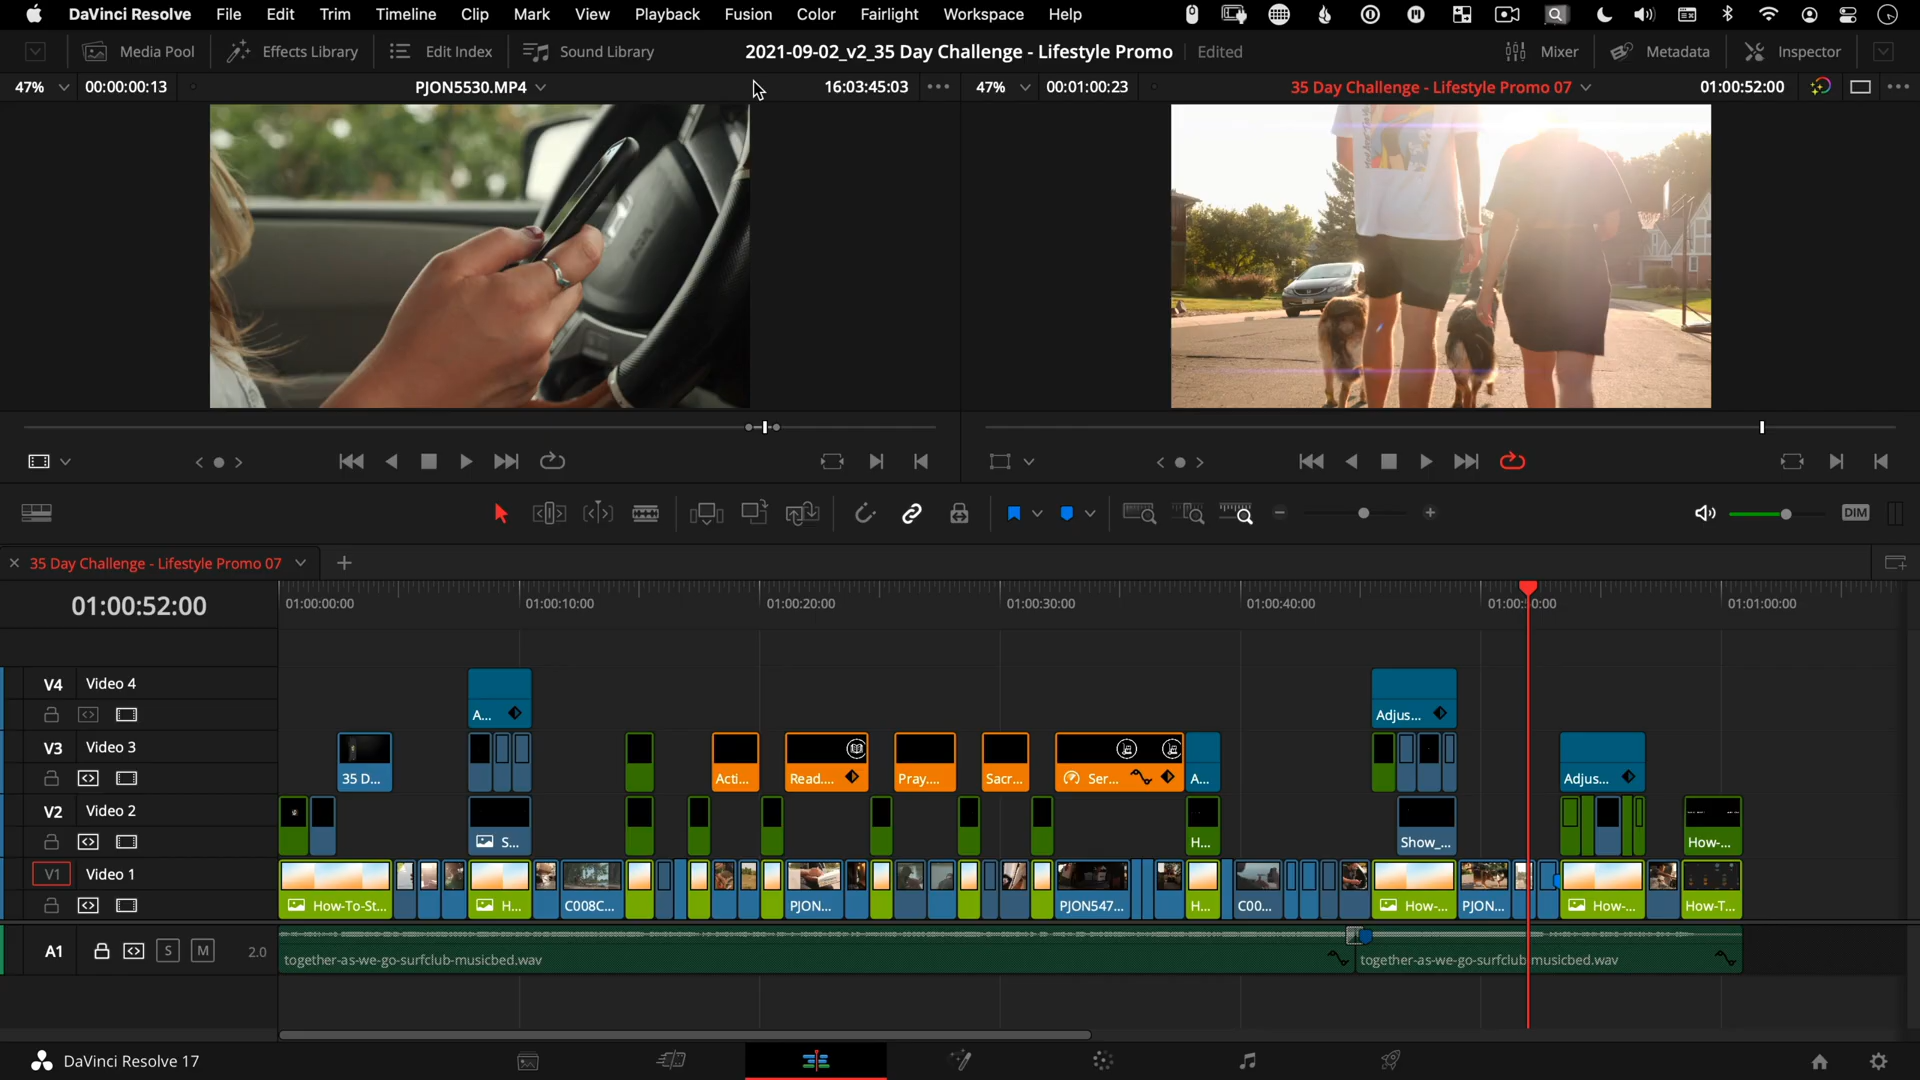 DaVinci Resolve File Edit Trim Timeline Clip Mark View Playback Fusion Color Fairlight Workspace Help
Media Pool Effects Library Edit Index Sound Library 2021-09-02_v2_35 Day Challenge - Lifestyle Promo Edited Mixer Metadata Inspector
47% 00:00:00:13 PJON5530.MP4 16:03:45:03 47% 00:01:00:23 35 Day Challenge - Lifestyle Promo 07 01:00:52:00
DIM
35 Day Challenge - Lifestyle Promo 07
01:00:52:00 01:00:00:00 01:00:10:00 01:00:20:00 01:00:30:00 01:00:40:00 01:00:50:00 01:01:00:00
V4 Video 4
A... Adjus...
V3 Video 3
35 D... Acti... Read.... Pray.... Sacr... Ser... A... Adjus...
V2 Video 2
S... H... Show_... How-...
V1 Video 1
How-To-St... H... C008C... PJON... PJON547... H... C00... How-... PJON... How-... How-T...
A1 S M 2.0
together-as-we-go-surfclub-musicbed.wav together-as-we-go-surfclub-musicbed.wav
DaVinci Resolve 17